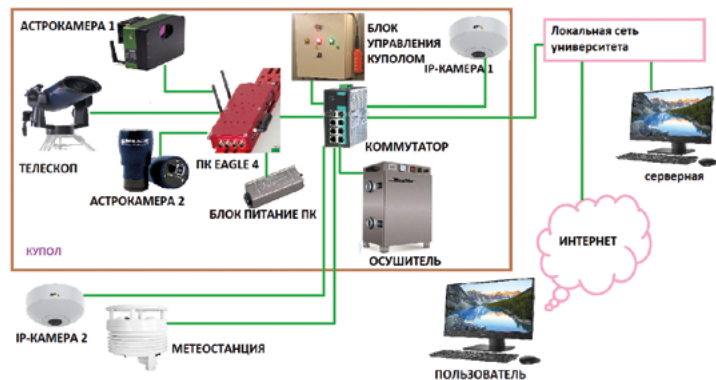 АСТРОКАМЕРА 1
БЛОК
УПРАВЛЕНИЯ
КУПОЛОМ
IP-КАМЕРА 1
Локальная сеть
университета
ТЕЛЕСКОП
ПК EAGLE 4
КОММУТАТОР
серверная
АСТРОКАМЕРА 2
БЛОК ПИТАНИЕ ПК
ИНТЕРНЕТ
КУПОЛ
ОСУШИТЕЛЬ
IP-КАМЕРА 2
МЕТЕОСТАНЦИЯ
ПОЛЬЗОВАТЕЛЬ